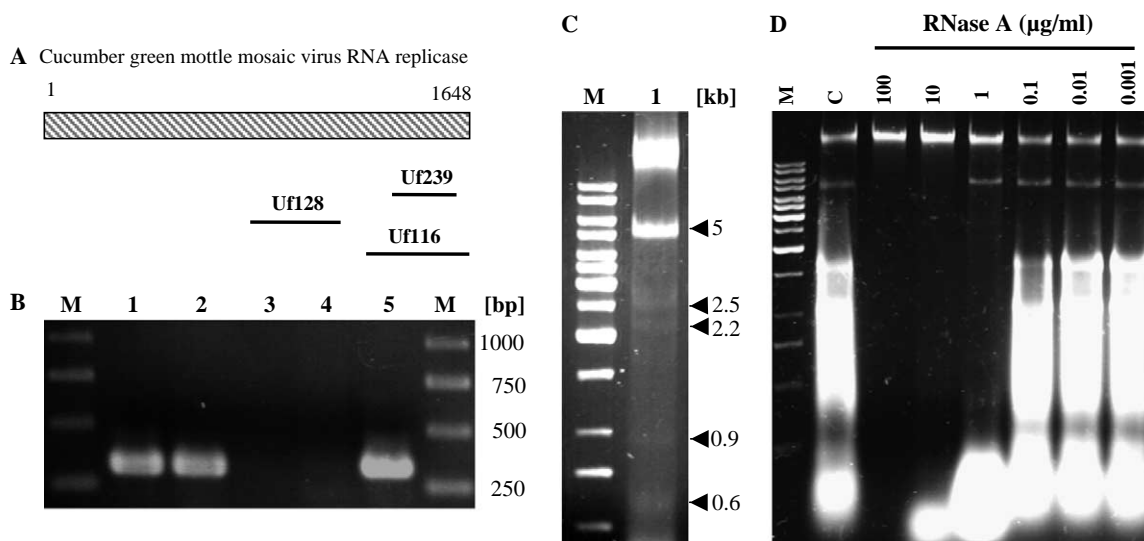 A Cucumber green mottle mosaic virus RNA replicase
1 1648
Uf239
Uf128
Uf116
B M 1 2 3 4 5 M [bp]
1000
750
500
250
C
M 1 [kb]
5
2.5
2.2
0.9
0.6
D RNase A (µg/ml)
M C 100 10 1 0.1 0.01 0.001